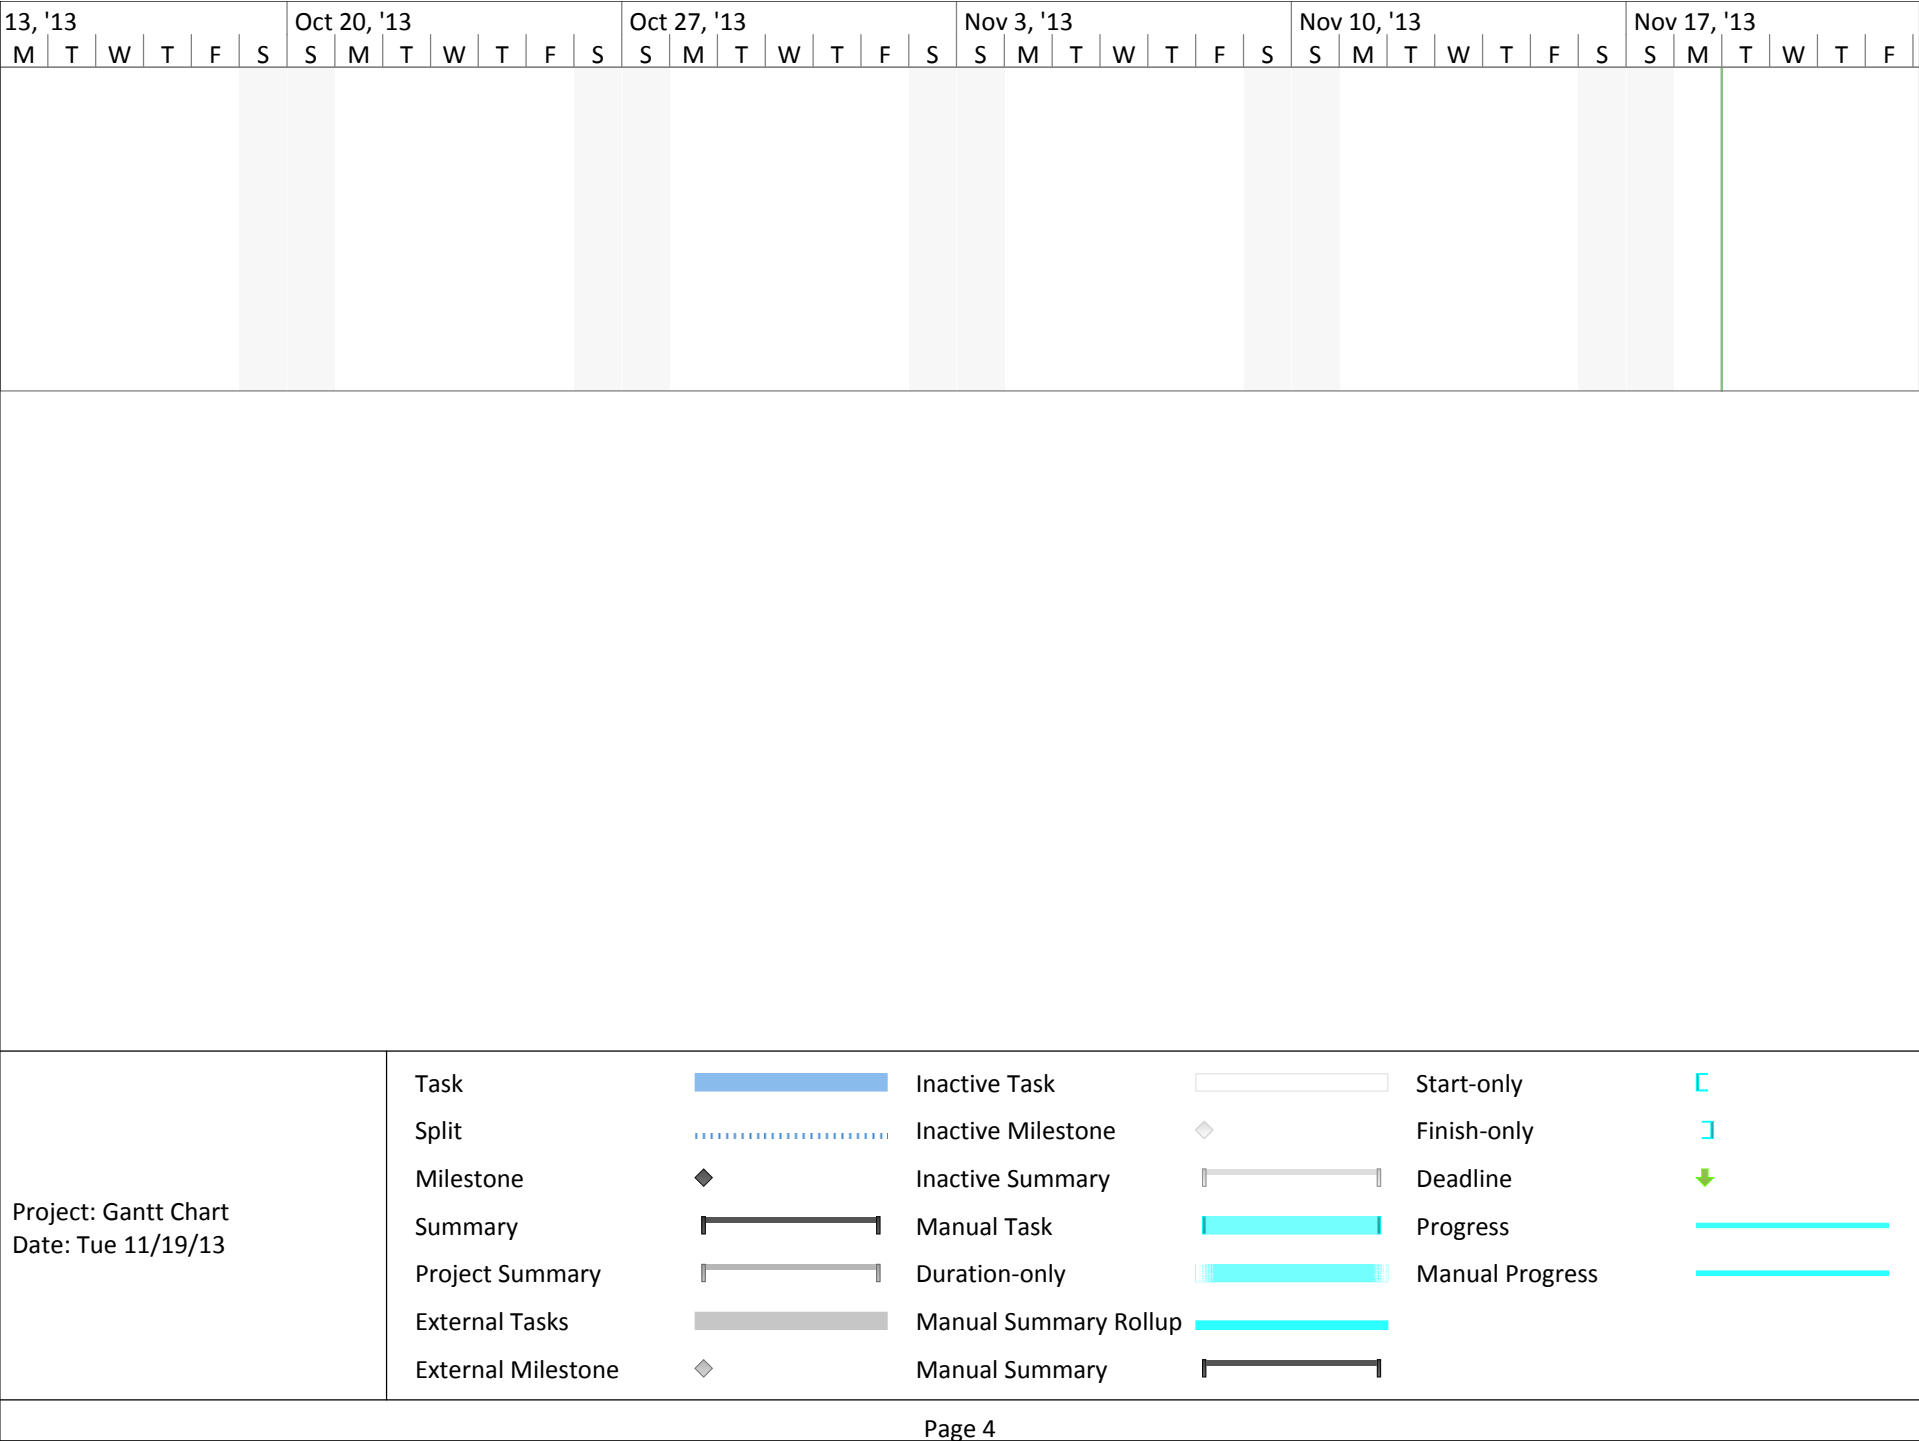 13, '13 Oct 20, '13 Oct 27, '13 Nov 3, '13 Nov 10, '13 Nov 17, '13
M T W T F S S M T W T F S S M T W T F S S M T W T F S S M T W T F S S M T W T F
Task Inactive Task Start-only
Split Inactive Milestone Finish-only
Milestone Inactive Summary Deadline
Summary Manual Task Progress
Project Summary Duration-only Manual Progress
External Tasks Manual Summary Rollup
External Milestone Manual Summary
Project: Gantt Chart
Date: Tue 11/19/13
Page 4